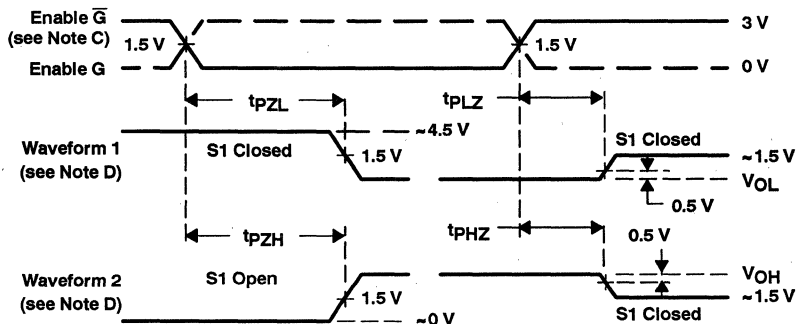 Enable G̅
(see Note C)
1.5 V
1.5 V
3 V
Enable G
0 V
tPZL
tPLZ
≈4.5 V
S1 Closed
S1 Closed
Waveform 1
(see Note D)
1.5 V
≈1.5 V
VOL
0.5 V
tPZH
tPHZ
0.5 V
Waveform 2
(see Note D)
S1 Open
1.5 V
VOH
≈1.5 V
S1 Closed
≈0 V